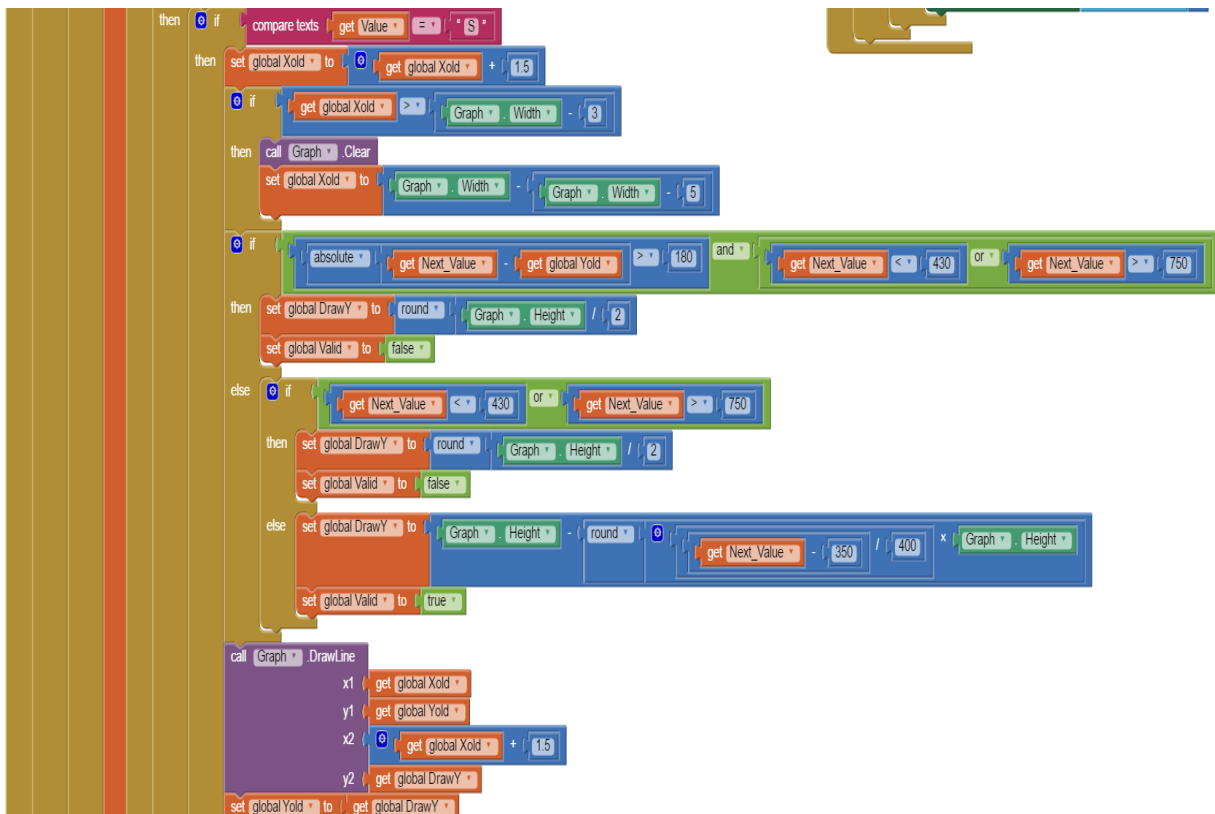 then if compare texts get Value = " S "
then set global Xold to get global Xold + 1.5
if get global Xold > Graph . Width - 3
then call Graph .Clear
set global Xold to Graph . Width - Graph . Width - 5
if absolute get Next_Value - get global Yold > 180 and get Next_Value < 430 or get Next_Value > 750
then set global DrawY to round Graph . Height / 2
set global Valid to false
else if get Next_Value < 430 or get Next_Value > 750
then set global DrawY to round Graph . Height / 2
set global Valid to false
else set global DrawY to Graph . Height - round get Next_Value - 350 / 400 × Graph . Height
set global Valid to true
call Graph .DrawLine
x1 get global Xold
y1 get global Yold
x2 get global Xold + 1.5
y2 get global DrawY
set global Yold to get global DrawY